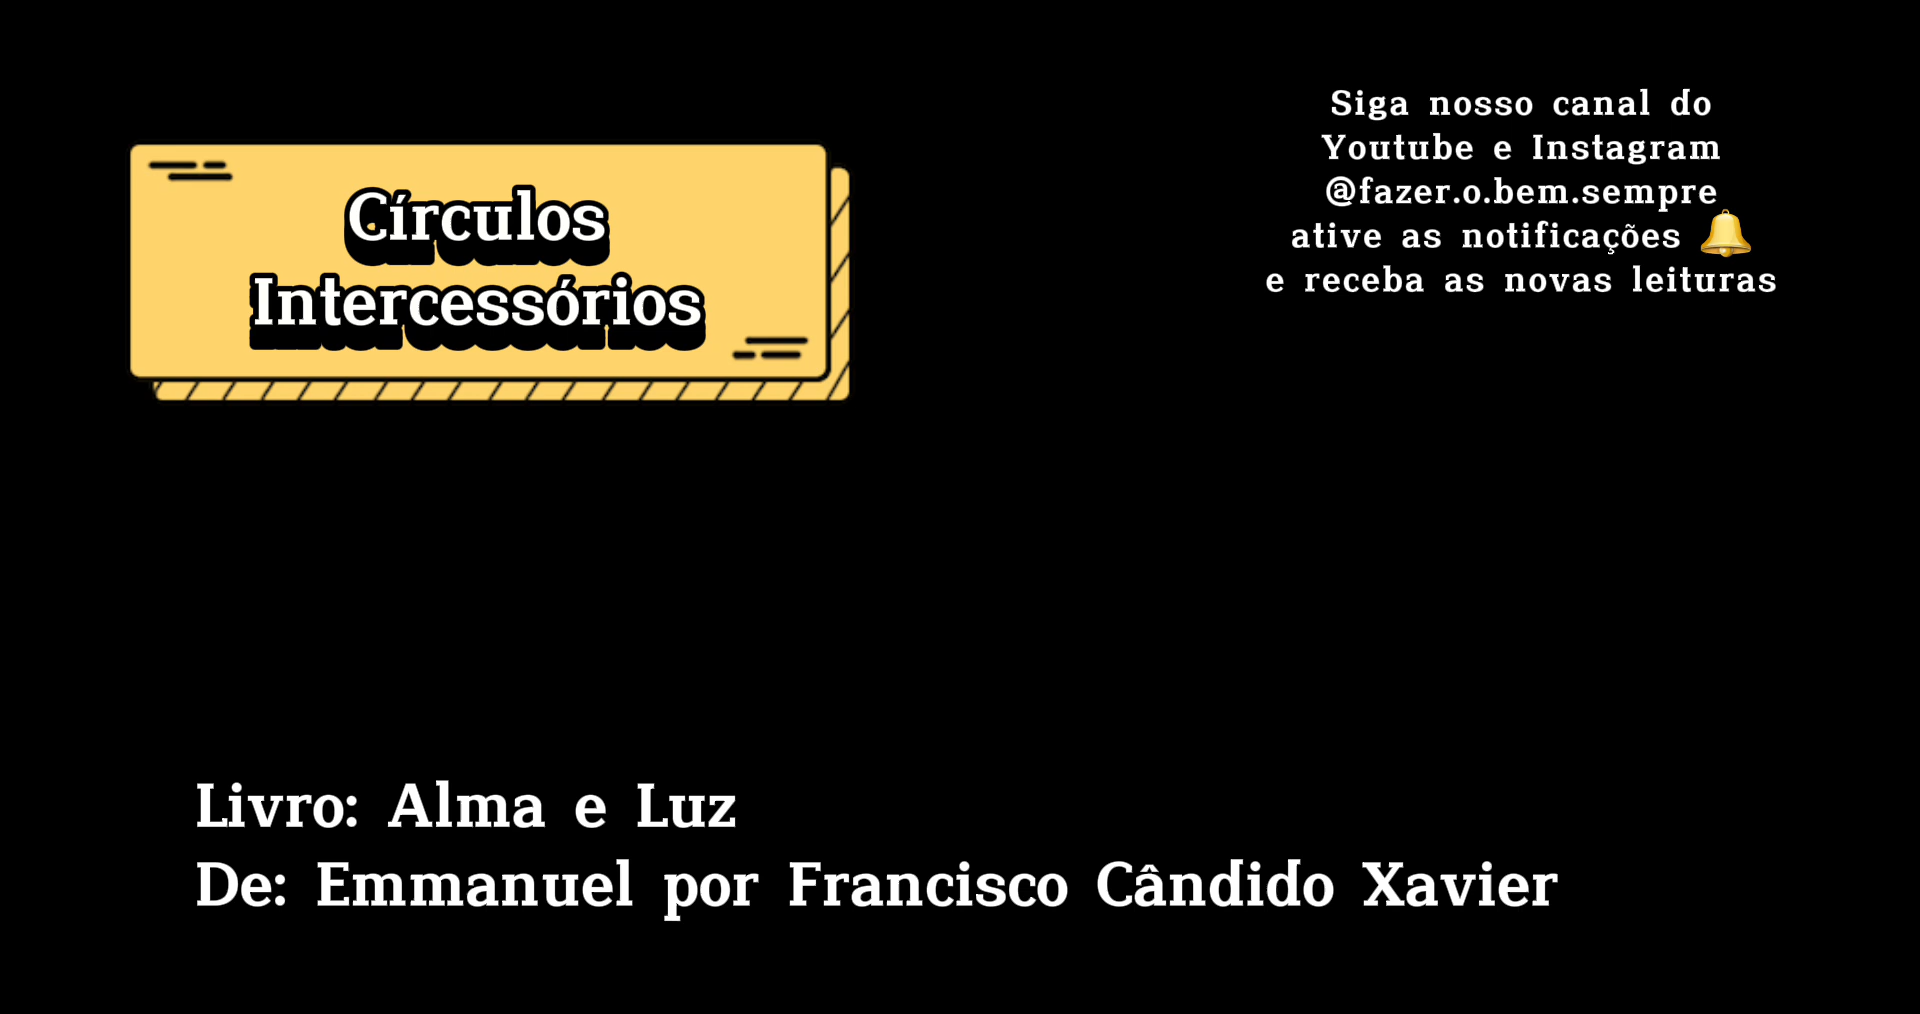 Círculos
Intercessórios
Siga nosso canal do
Youtube e Instagram
@fazer.o.bem.sempre
ative as notificações 🔔
e receba as novas leituras
Livro: Alma e Luz
De: Emmanuel por Francisco Cândido Xavier